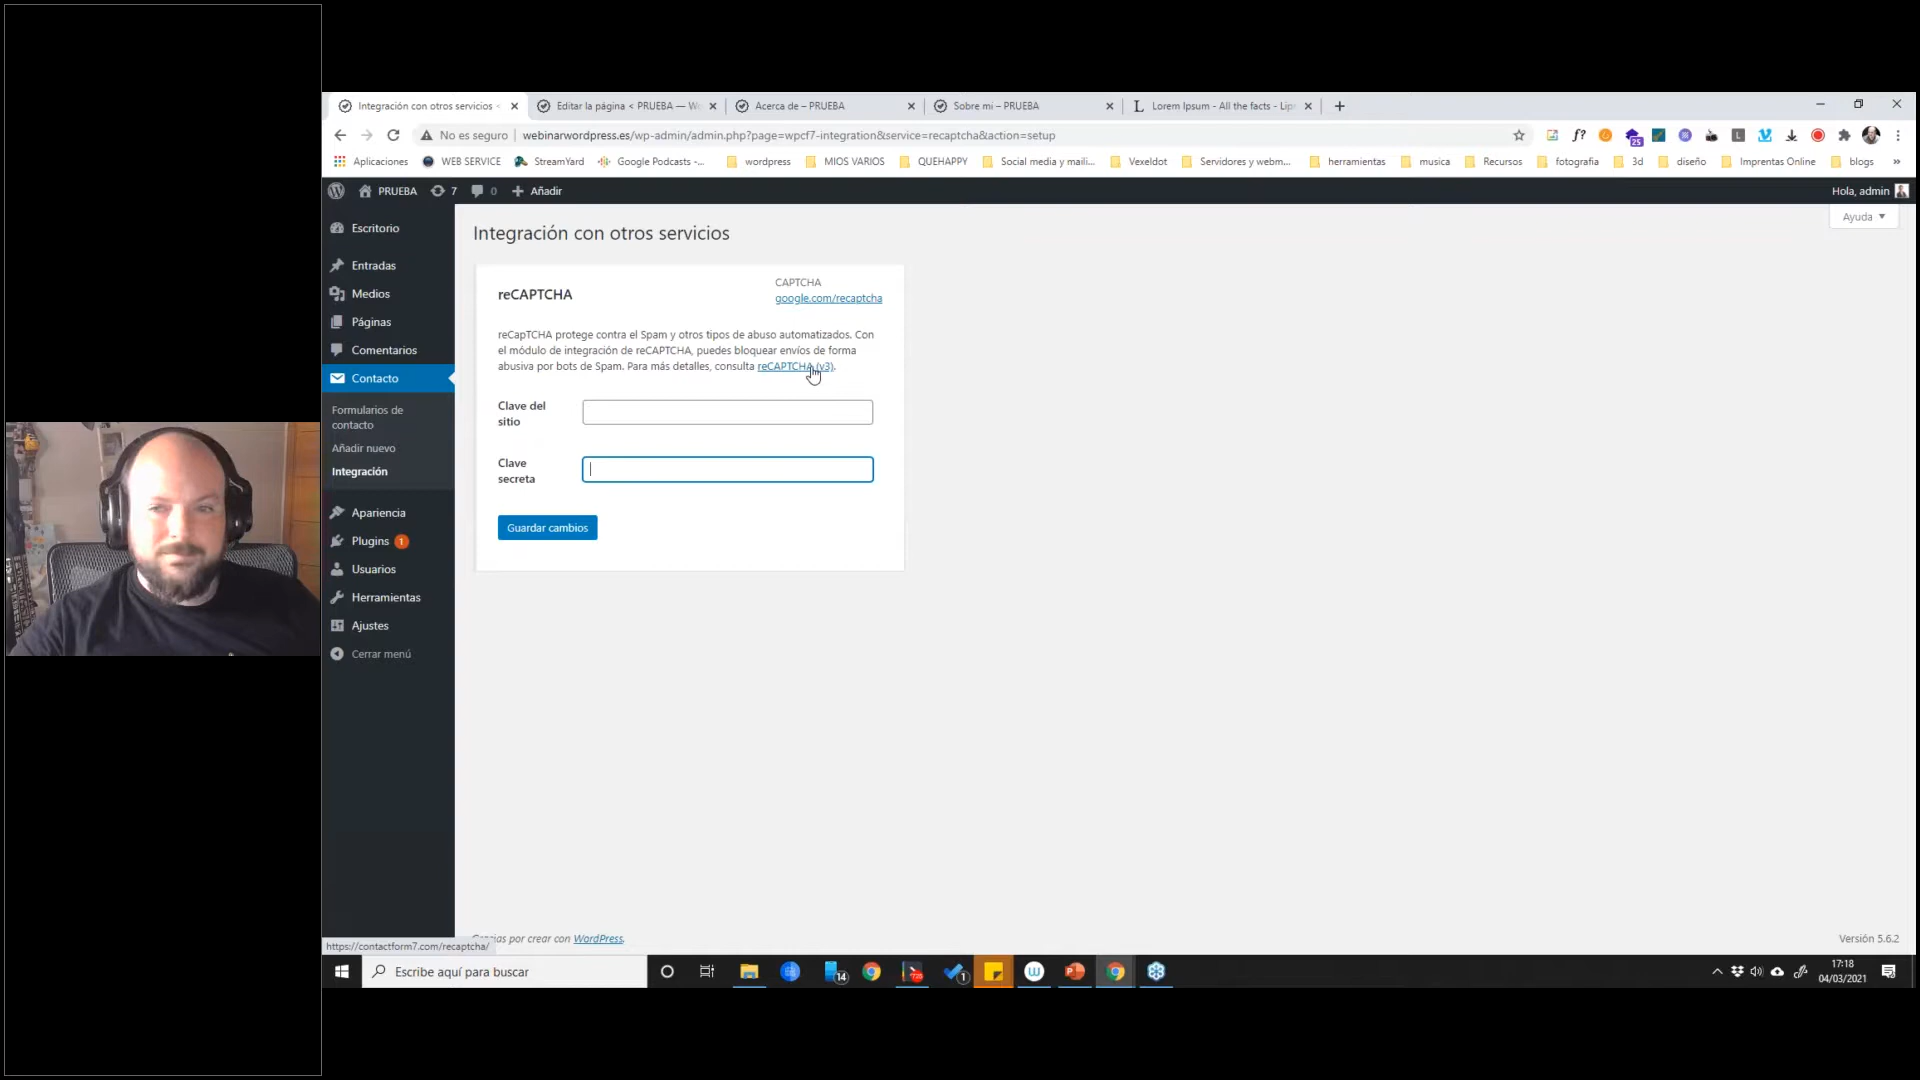 Integración con otros servicios <
Editar la página < PRUEBA — W
Acerca de – PRUEBA
Sobre mi – PRUEBA
Lorem Ipsum - All the facts - Lip
No es seguro
webinarwordpress.es/wp-admin/admin.php?page=wpcf7-integration&service=recaptcha&action=setup
25
Aplicaciones
WEB SERVICE
StreamYard
Google Podcasts -...
wordpress
MIOS VARIOS
QUEHAPPY
Social media y maili...
Vexeldot
Servidores y webm...
herramientas
musica
Recursos
fotografia
3d
diseño
Imprentas Online
blogs
»
PRUEBA
7
0
Añadir
Hola, admin
Ayuda
Escritorio
Entradas
Medios
Páginas
Comentarios
Contacto
Formularios de
contacto
Añadir nuevo
Integración
Apariencia
Plugins 1
Usuarios
Herramientas
Ajustes
Cerrar menú
Integración con otros servicios
reCAPTCHA
CAPTCHA
google.com/recaptcha
reCapTCHA protege contra el Spam y otros tipos de abuso automatizados. Con
el módulo de integración de reCAPTCHA, puedes bloquear envíos de forma
abusiva por bots de Spam. Para más detalles, consulta reCAPTCHA (v3).
Clave del
sitio
Clave
secreta
Guardar cambios
por crear con WordPress.
Versión 5.6.2
https://contactform7.com/recaptcha/
Escribe aquí para buscar
14
1
17:18
04/03/2021